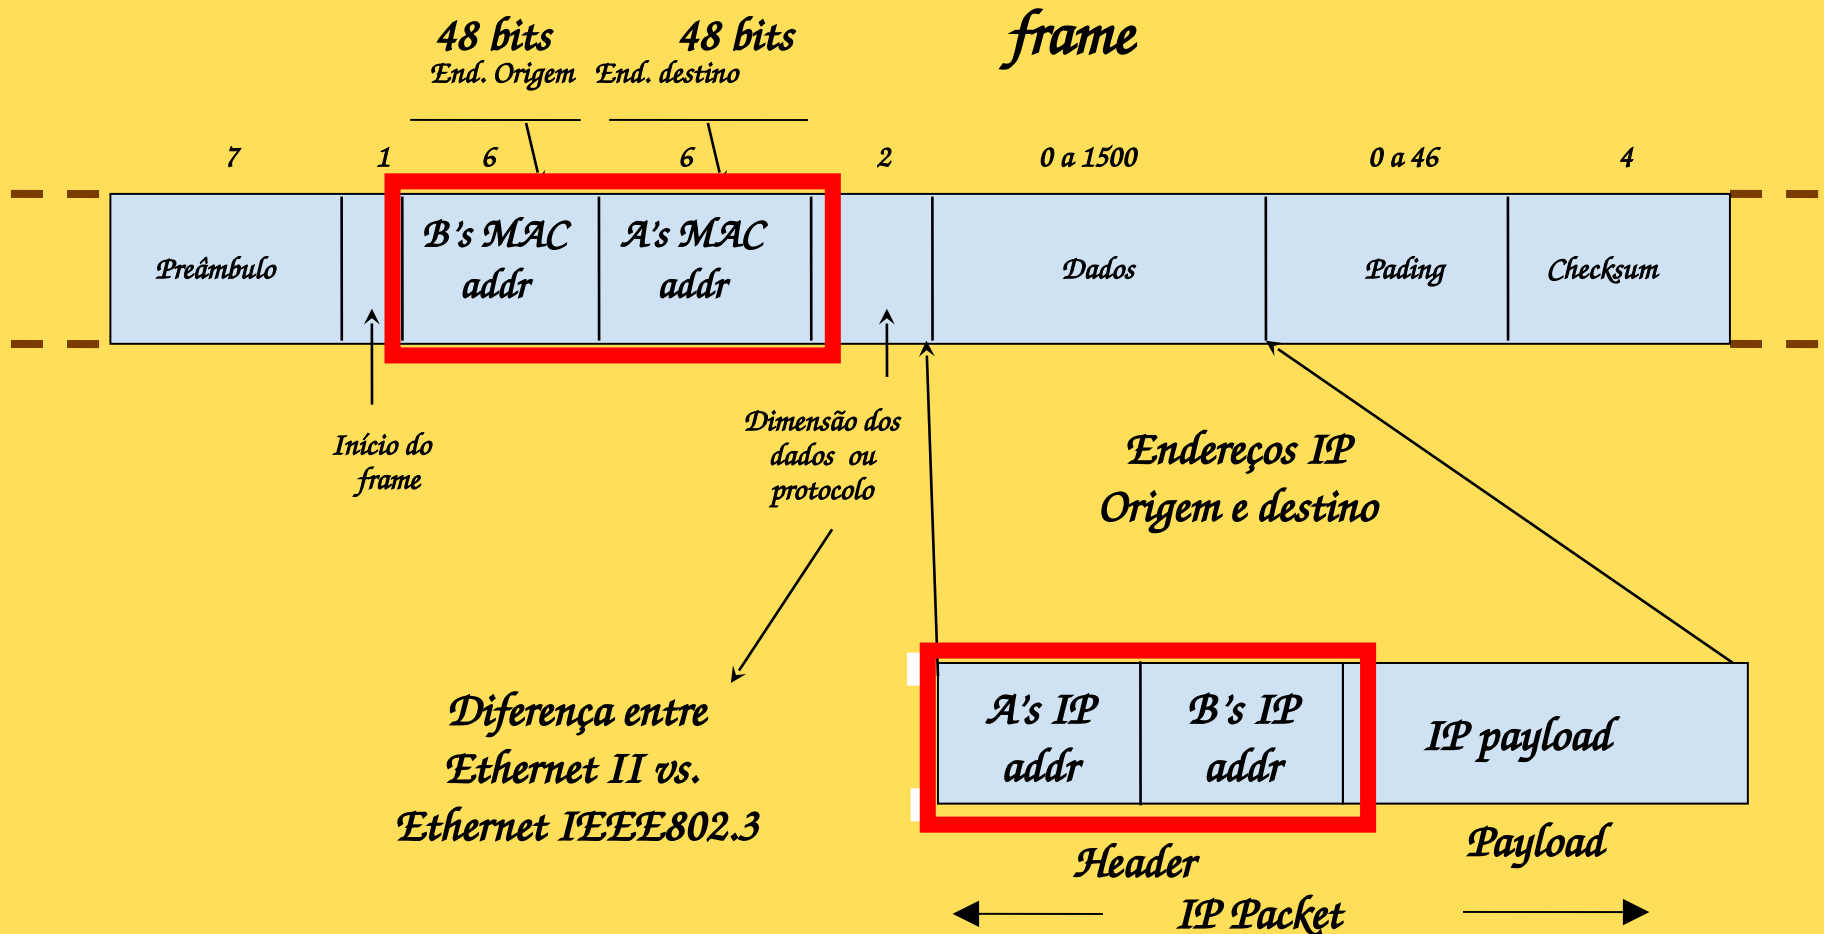 frame
48 bits 48 bits
End. Origem End. destino
7 1 6 6 2 0 a 1500 0 a 46 4
Preâmbulo
B's MAC
addr
A's MAC
addr
Dados
Pading
Checksum
Início do
frame
Dimensão dos
dados ou
protocolo
Endereços IP
Origem e destino
Diferença entre
Ethernet II vs.
Ethernet IEEE802.3
A's IP
addr
B's IP
addr
IP payload
Header
Payload
IP Packet